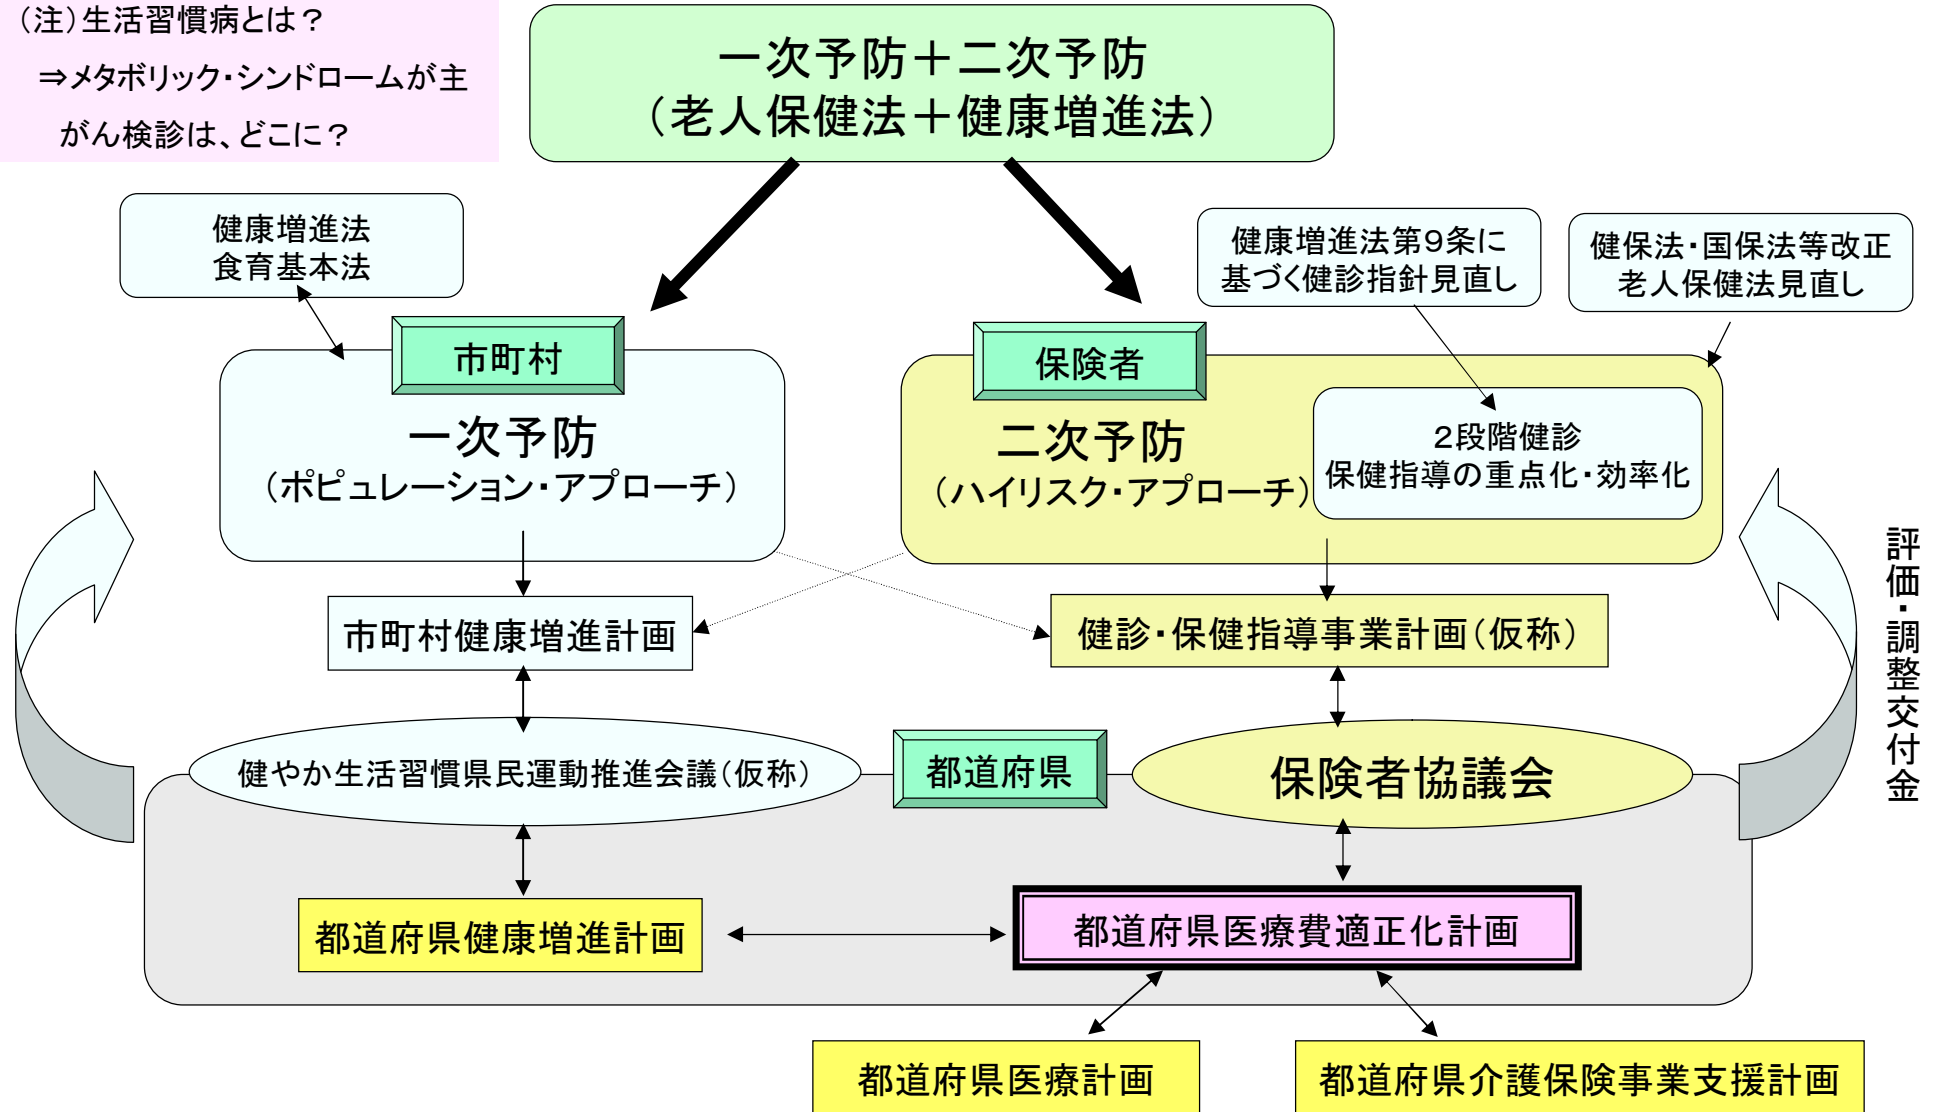 （注）生活習慣病とは？
⇒メタボリック・シンドロームが主
がん検診は、どこに？
一次予防＋二次予防
（老人保健法＋健康増進法）
健康増進法
食育基本法
健康増進法第９条に
基づく健診指針見直し
健保法・国保法等改正
老人保健法見直し
市町村
一次予防
（ポピュレーション・アプローチ）
保険者
二次予防
（ハイリスク・アプローチ）
２段階健診
保健指導の重点化・効率化
市町村健康増進計画
健診・保健指導事業計画（仮称）
評価・調整交付金
健やか生活習慣県民運動推進会議（仮称）
都道府県
保険者協議会
都道府県健康増進計画
都道府県医療費適正化計画
都道府県医療計画
都道府県介護保険事業支援計画